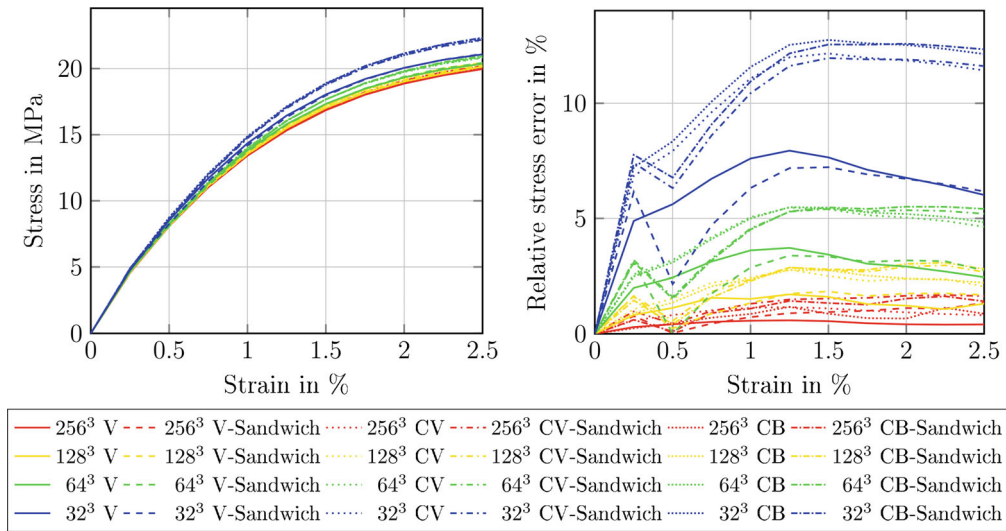 Stress in MPa
20
15
10
5
0
0 0.5 1 1.5 2 2.5
Strain in %
Relative stress error in %
10
5
0
0 0.5 1 1.5 2 2.5
Strain in %
256³ V 256³ V-Sandwich 256³ CV 256³ CV-Sandwich 256³ CB 256³ CB-Sandwich
128³ V 128³ V-Sandwich 128³ CV 128³ CV-Sandwich 128³ CB 128³ CB-Sandwich
64³ V 64³ V-Sandwich 64³ CV 64³ CV-Sandwich 64³ CB 64³ CB-Sandwich
32³ V 32³ V-Sandwich 32³ CV 32³ CV-Sandwich 32³ CB 32³ CB-Sandwich